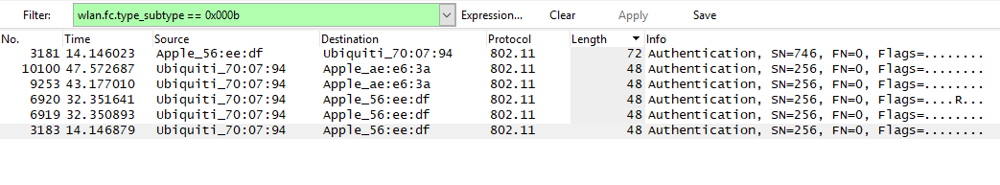 Filter: wlan.fc.type_subtype == 0x000b Expression... Clear Apply Save
No. Time Source Destination Protocol Length Info
3181 14.146023 Apple_56:ee:df Ubiquiti_70:07:94 802.11 72 Authentication, SN=746, FN=0, Flags=........
10100 47.572687 Ubiquiti_70:07:94 Apple_ae:e6:3a 802.11 48 Authentication, SN=256, FN=0, Flags=........
9253 43.177010 Ubiquiti_70:07:94 Apple_ae:e6:3a 802.11 48 Authentication, SN=256, FN=0, Flags=........
6920 32.351641 Ubiquiti_70:07:94 Apple_56:ee:df 802.11 48 Authentication, SN=256, FN=0, Flags=....R...
6919 32.350893 Ubiquiti_70:07:94 Apple_56:ee:df 802.11 48 Authentication, SN=256, FN=0, Flags=........
3183 14.146879 Ubiquiti_70:07:94 Apple_56:ee:df 802.11 48 Authentication, SN=256, FN=0, Flags=........